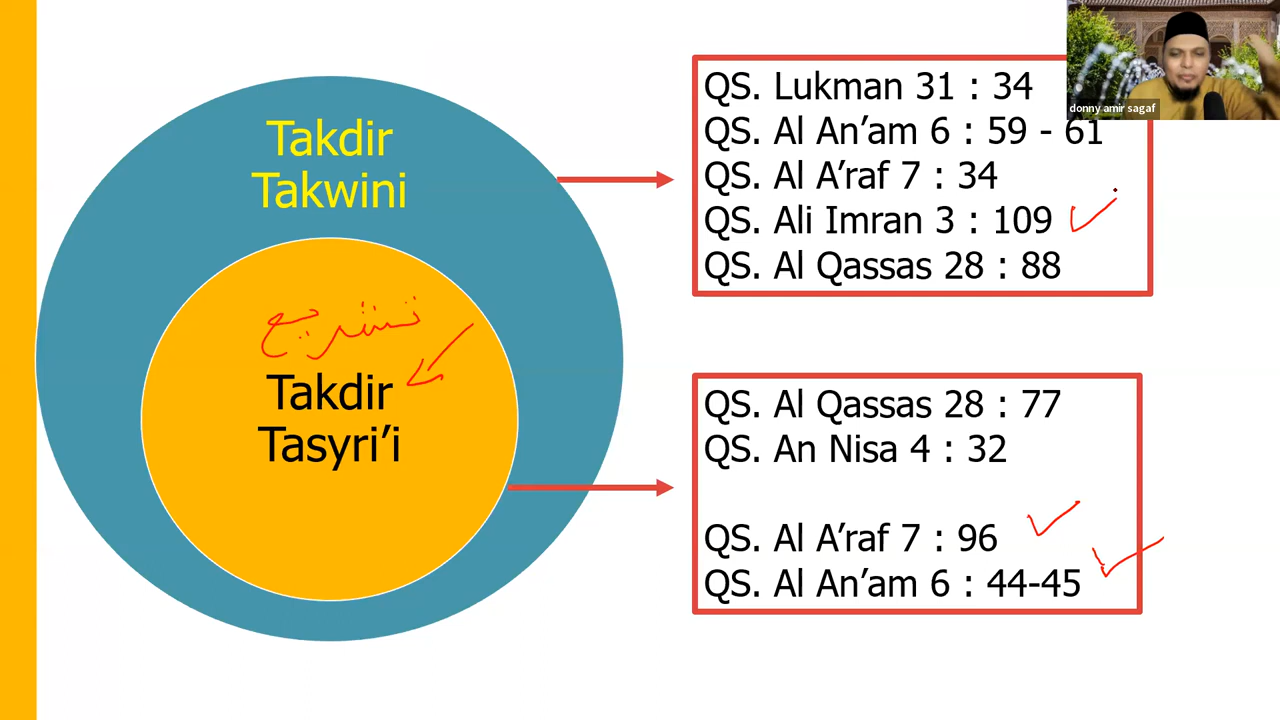 Takdir
Takwini
تشريع
Takdir
Tasyri’i
QS. Lukman 31 : 34
QS. Al An’am 6 : 59 - 61
QS. Al A’raf 7 : 34
QS. Ali Imran 3 : 109
QS. Al Qassas 28 : 88
QS. Al Qassas 28 : 77
QS. An Nisa 4 : 32
QS. Al A’raf 7 : 96
QS. Al An’am 6 : 44-45
donny amir sagaf